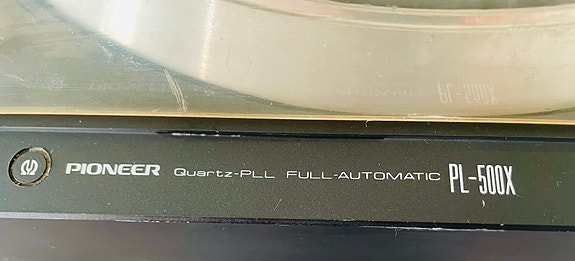 PIONEER Quartz-PLL FULL-AUTOMATIC PL-500X